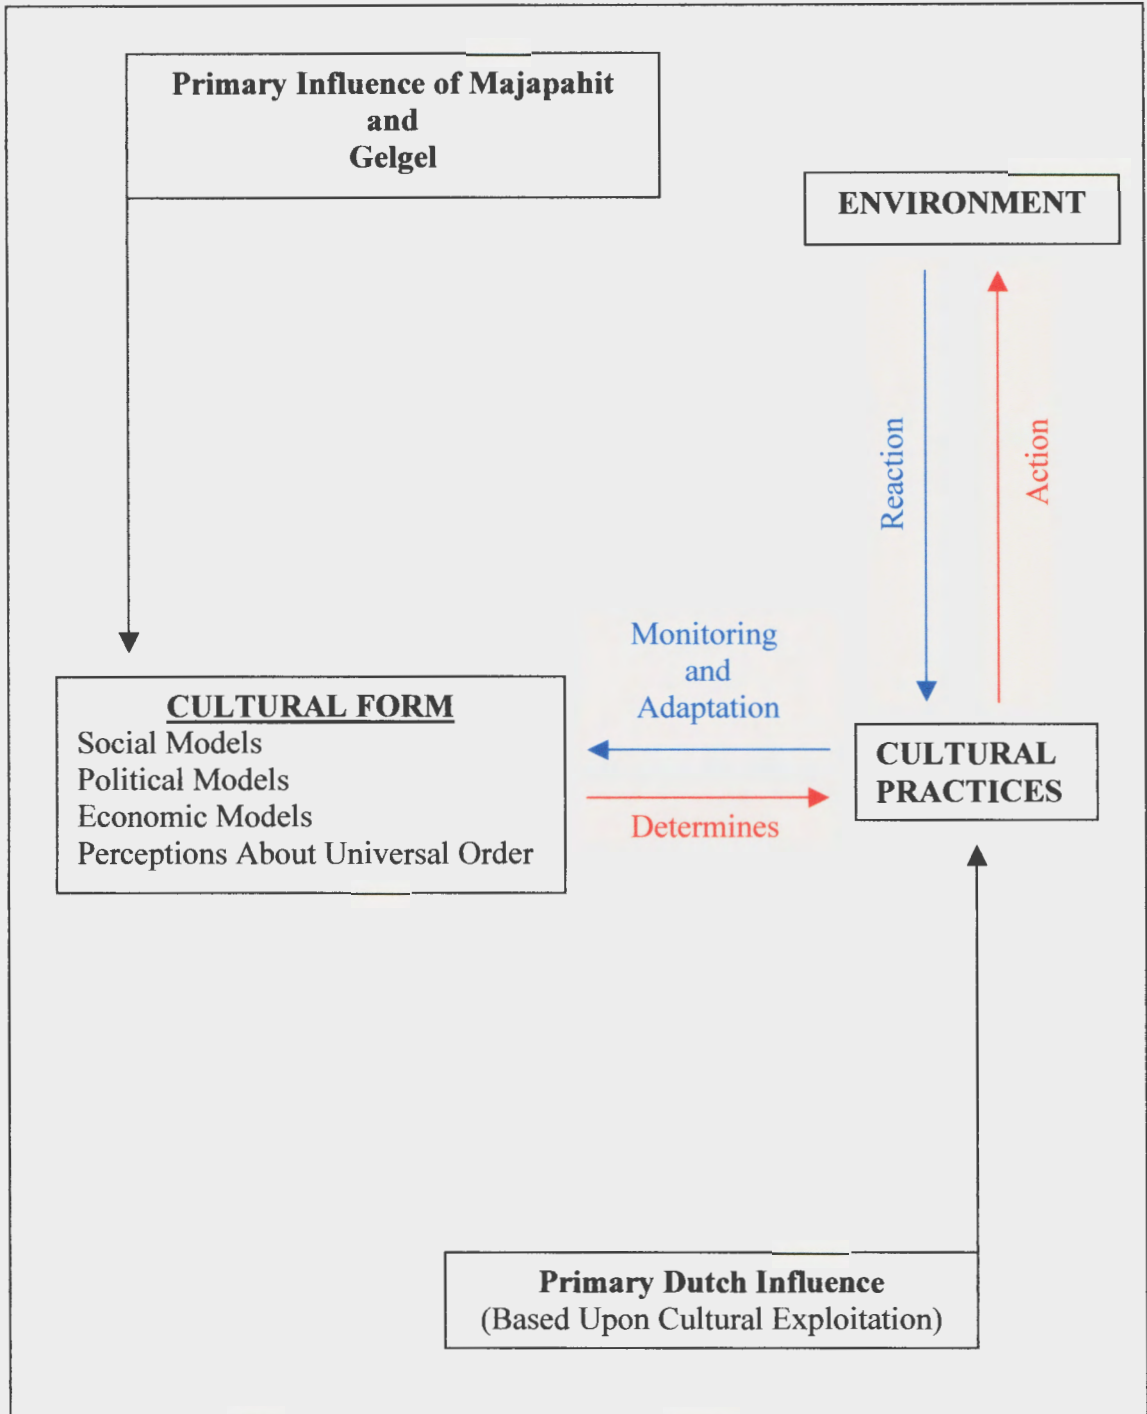 Primary Influence of Majapahit
and
Gelgel
ENVIRONMENT
Reaction
Action
Monitoring
and
Adaptation
Determines
CULTURAL FORM
Social Models
Political Models
Economic Models
Perceptions About Universal Order
CULTURAL
PRACTICES
Primary Dutch Influence
(Based Upon Cultural Exploitation)